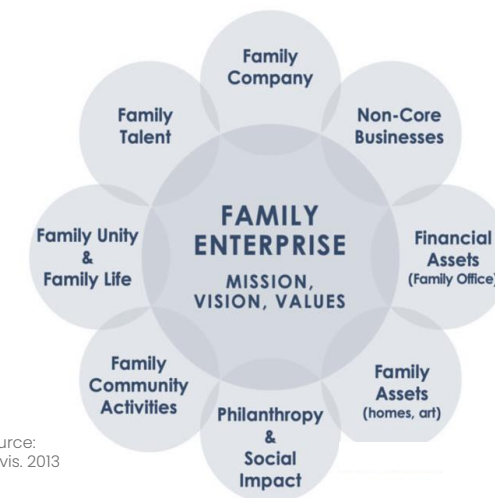 Family
Company
Non-Core
Businesses
Financial
Assets
(Family Office)
Family
Assets
(homes, art)
Philanthropy
&
Social
Impact
Family
Community
Activities
Family Unity
&
Family Life
Family
Talent
FAMILY
ENTERPRISE
MISSION,
VISION, VALUES
urce:
vis. 2013